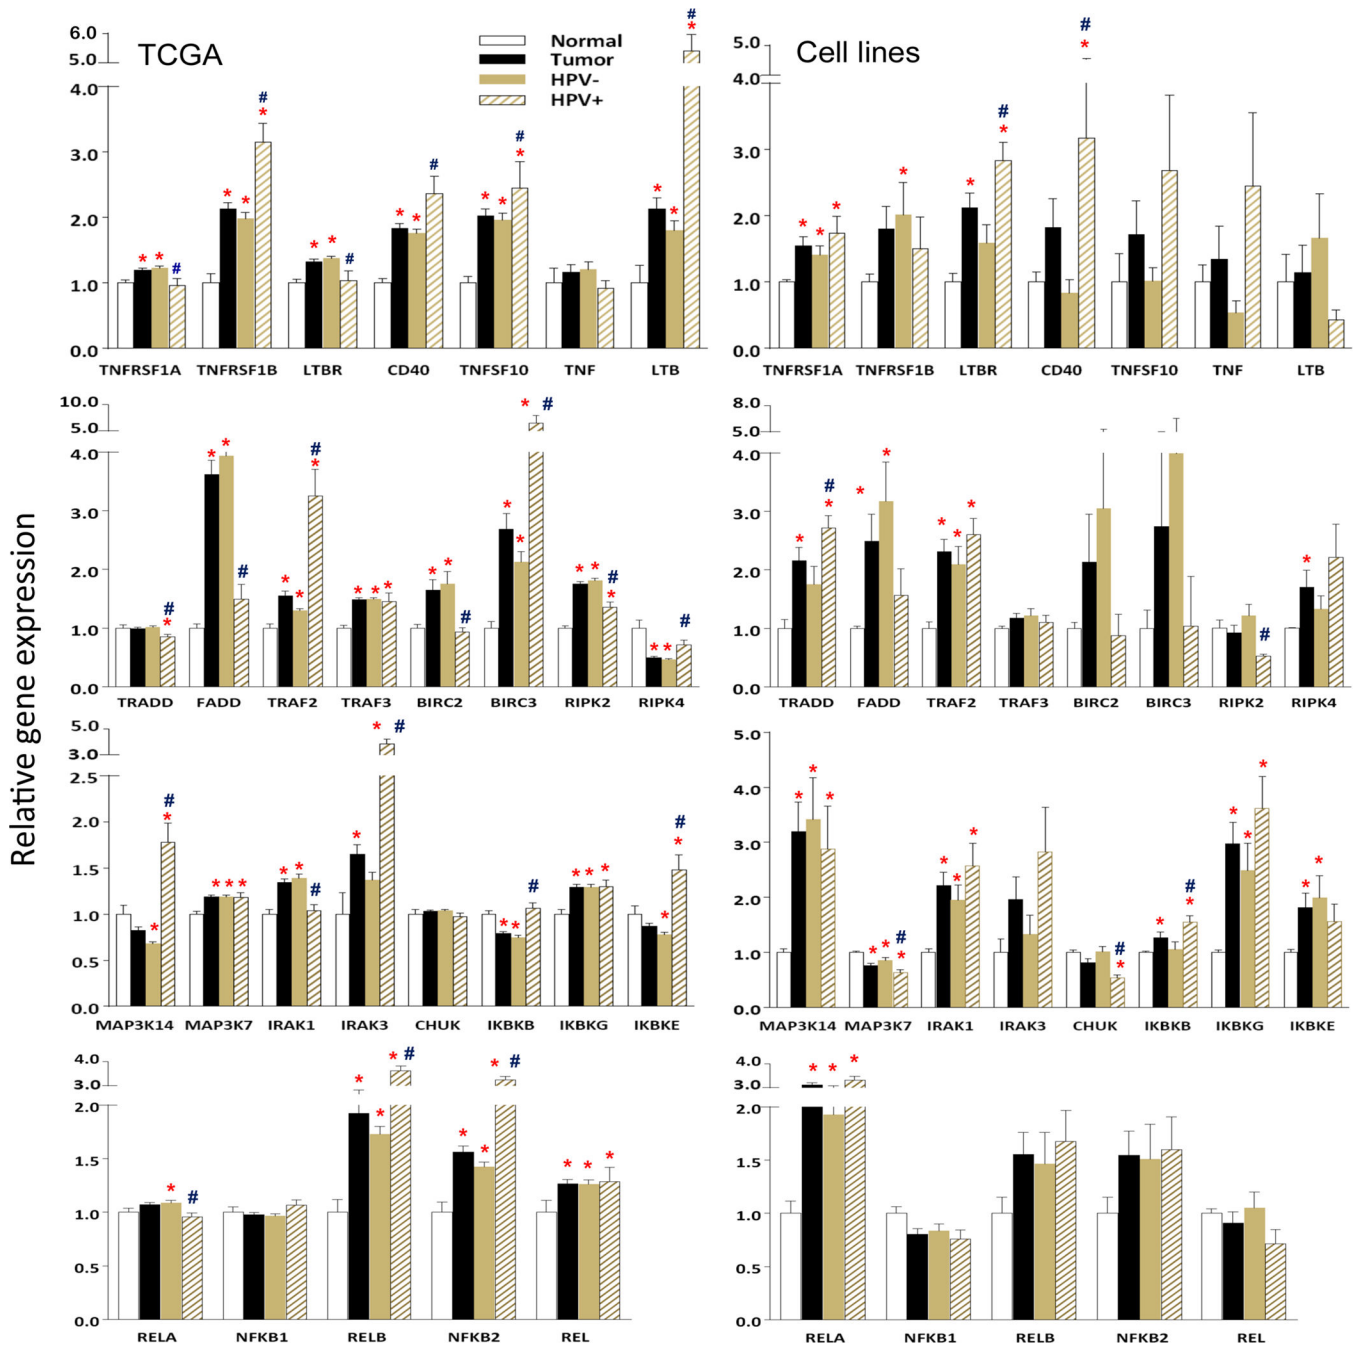 Relative gene expression
TCGA
Normal
Tumor
HPV-
HPV+
6.0
5.0
4.0
3.0
2.0
1.0
0.0
# * * * # * * # * * # * * # * * # * * # *
TNFRSF1A TNFRSF1B LTBR CD40 TNFSF10 TNF LTB
Cell lines
5.0
4.0
3.0
2.0
1.0
0.0
* * * * * # * # *
TNFRSF1A TNFRSF1B LTBR CD40 TNFSF10 TNF LTB
10.0
5.0
4.0
3.0
2.0
1.0
0.0
# * * * # * * # * * * * * * # * * * # * * # * * * #
TRADD FADD TRAF2 TRAF3 BIRC2 BIRC3 RIPK2 RIPK4
8.0
5.0
4.0
3.0
2.0
1.0
0.0
* # * * * * * * # *
TRADD FADD TRAF2 TRAF3 BIRC2 BIRC3 RIPK2 RIPK4
5.0
3.0
2.5
2.0
1.5
1.0
0.5
0.0
* # * * * * * * # * * # * * # * * * * # *
MAP3K14 MAP3K7 IRAK1 IRAK3 CHUK IKBKB IKBKG IKBKE
5.0
4.0
3.0
2.0
1.0
0.0
* * * * * # * * * * # * * # * * * * * *
MAP3K14 MAP3K7 IRAK1 IRAK3 CHUK IKBKB IKBKG IKBKE
4.0
3.0
2.0
1.5
1.0
0.5
0.0
* # * * * # * * * # * * *
RELA NFKB1 RELB NFKB2 REL
4.0
3.0
2.0
1.5
1.0
0.5
0.0
* * *
RELA NFKB1 RELB NFKB2 REL